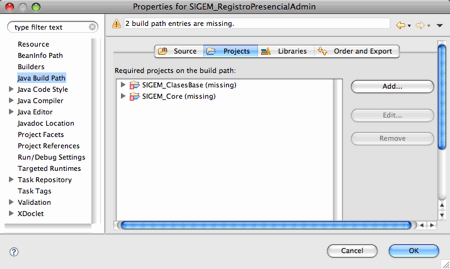 Properties for SIGEM_RegistroPresencialAdmin
type filter text
2 build path entries are missing.
Resource
BeanInfo Path
Builders
Java Build Path
Java Code Style
Java Compiler
Java Editor
Javadoc Location
Project Facets
Project References
Run/Debug Settings
Targeted Runtimes
Task Repository
Task Tags
Validation
XDoclet
Source
Projects
Libraries
Order and Export
Required projects on the build path:
SIGEM_ClasesBase (missing)
SIGEM_Core (missing)
Add...
Edit...
Remove
Cancel
OK